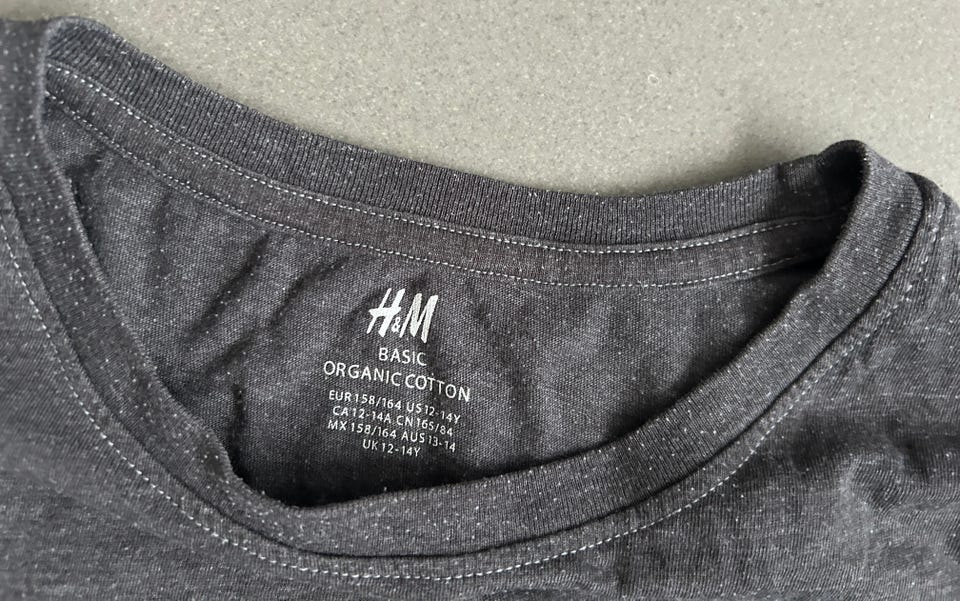 H&M
BASIC
ORGANIC COTTON
EUR 158/164 US 12-14Y
CA 12-14A CN 165/84
MX 158/164 AUS 13-14
UK 12-14Y